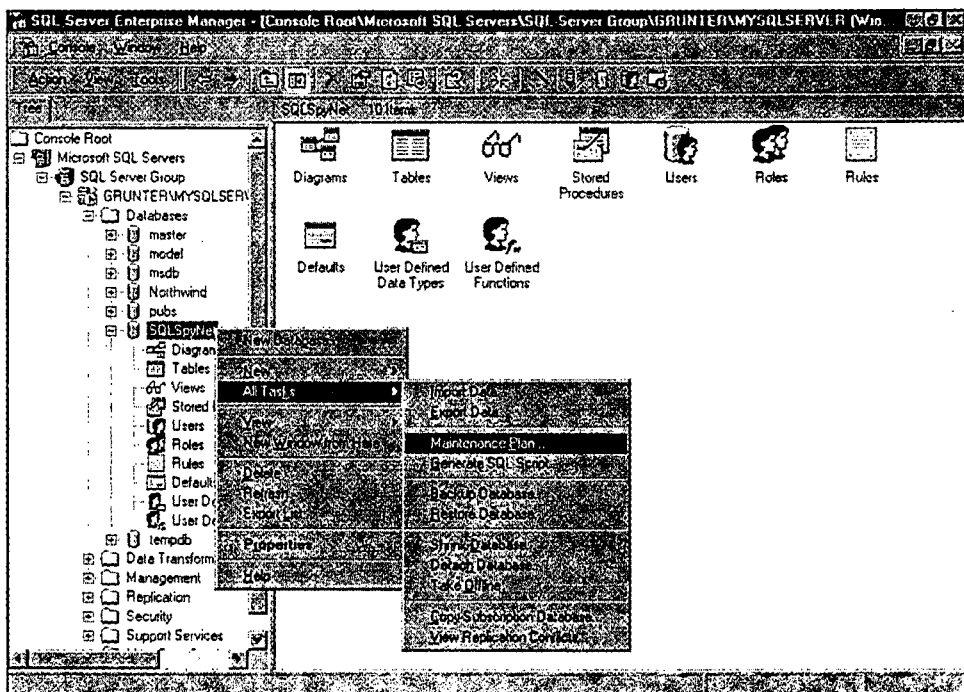 SQL Server Enterprise Manager - [Console Root\Microsoft SQL Servers\SQL Server Group\GRUNTER\MYSQLSERVER (Win...
Console Window Help
Action View Tools
Tree
SQLSpyNet 10 Items
Console Root
Microsoft SQL Servers
SQL Server Group
GRUNTER\MYSQLSERV
Databases
master
model
msdb
Northwind
pubs
SQLSpyNet
Diagran
Tables
Views
Stored
Users
Roles
Rules
Default
User De
User De
tempdb
Data Transform
Management
Replication
Security
Support Services
Diagrams
Tables
Views
Stored Procedures
Users
Roles
Rules
Defaults
User Defined Data Types
User Defined Functions
New Database...
New
All Tasks
View
New Window from Here
Delete
Refresh
Export List...
Properties
Help
Import Data...
Export Data...
Maintenance Plan...
Generate SQL Script...
Backup Database...
Restore Database...
Shrink Database...
Detach Database...
Take Offline
Copy Subscription Database...
View Replication Conflicts...